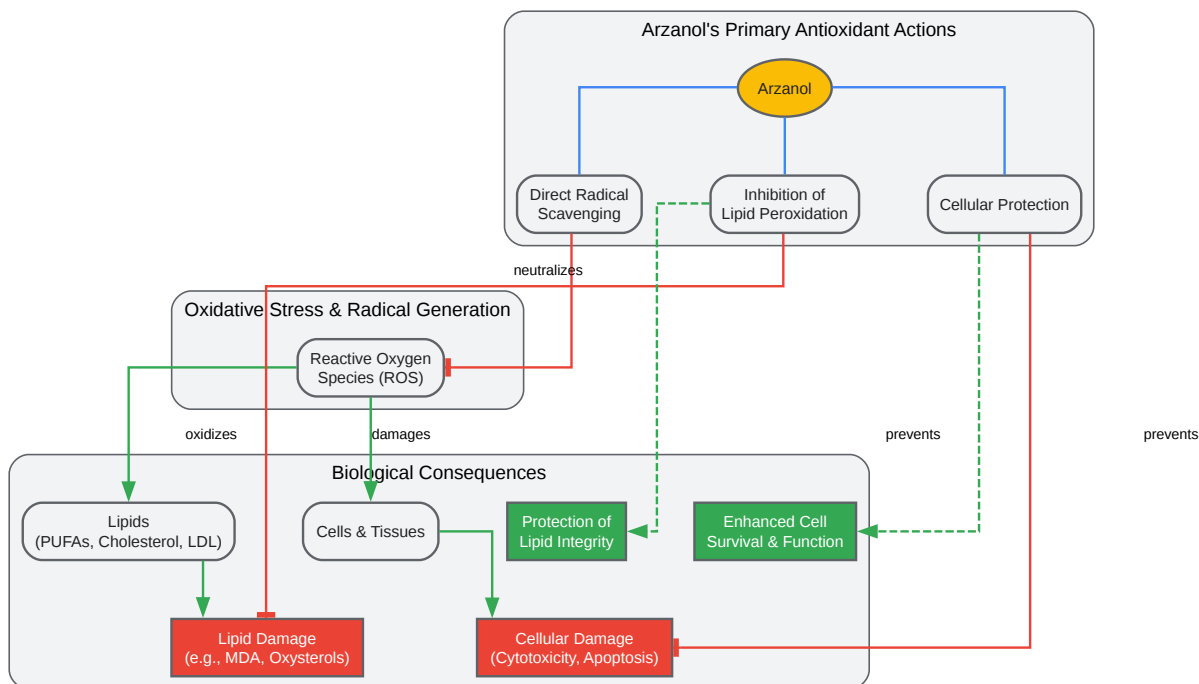 Arzanol's Primary Antioxidant Actions
Arzanol
Direct Radical
Scavenging
Inhibition of
Lipid Peroxidation
Cellular Protection
neutralizes
Oxidative Stress & Radical Generation
Reactive Oxygen
Species (ROS)
oxidizes
damages
prevents
prevents
Biological Consequences
Lipids
(PUFAs, Cholesterol, LDL)
Cells & Tissues
Protection of
Lipid Integrity
Enhanced Cell
Survival & Function
Lipid Damage
(e.g., MDA, Oxysterols)
Cellular Damage
(Cytotoxicity, Apoptosis)